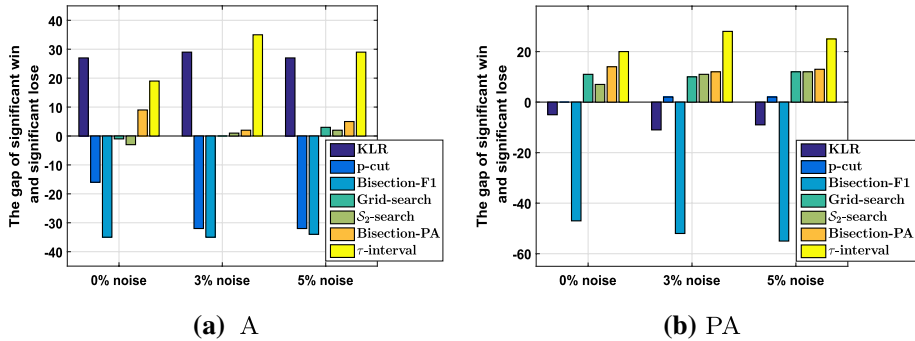 The gap of significant win
and significant lose
40
30
20
10
0
-10
-20
-30
-40
0% noise
3% noise
5% noise
KLR
p-cut
Bisection-F1
Grid-search
S₂-search
Bisection-PA
τ-interval
(a) A
The gap of significant win
and significant lose
20
0
-20
-40
-60
0% noise
3% noise
5% noise
KLR
p-cut
Bisection-F1
Grid-search
S₂-search
Bisection-PA
τ-interval
(b) PA